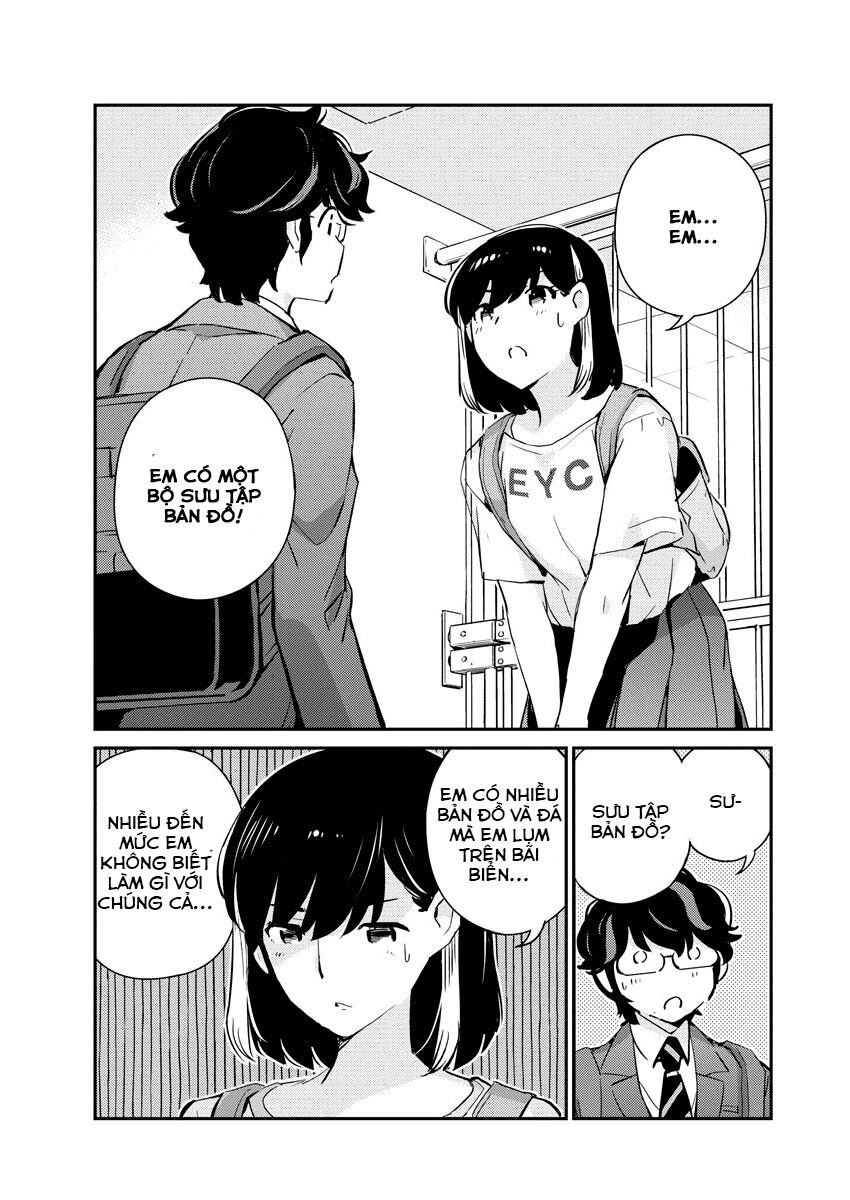 EM...
EM...
EM CÓ MỘT
BỘ SƯU TẬP
BẢN ĐỒ!
EYC
SƯ-
SƯU TẬP
BẢN ĐỒ?
EM CÓ NHIỀU
BẢN ĐỒ VÀ ĐÁ
MÀ EM LỤM
TRÊN BÃI
BIỂN...
NHIỀU ĐẾN
MỨC EM
KHÔNG BIẾT
LÀM GÌ VỚI
CHÚNG CẢ...